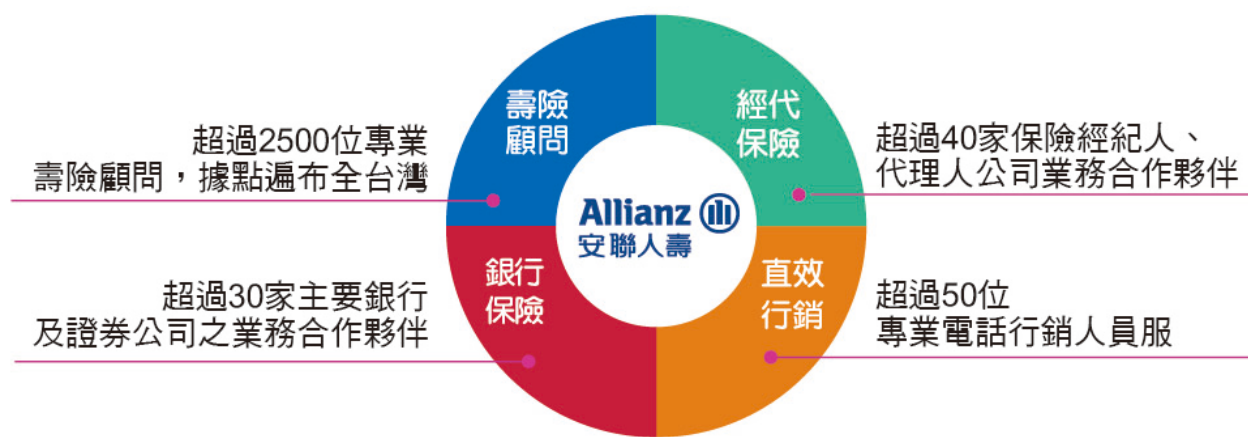 壽險
顧問
超過2500位專業
壽險顧問，據點遍布全台灣
經代
保險
超過40家保險經紀人、
代理人公司業務合作夥伴
Allianz
安聯人壽
銀行
保險
超過30家主要銀行
及證券公司之業務合作夥伴
直效
行銷
超過50位
專業電話行銷人員服